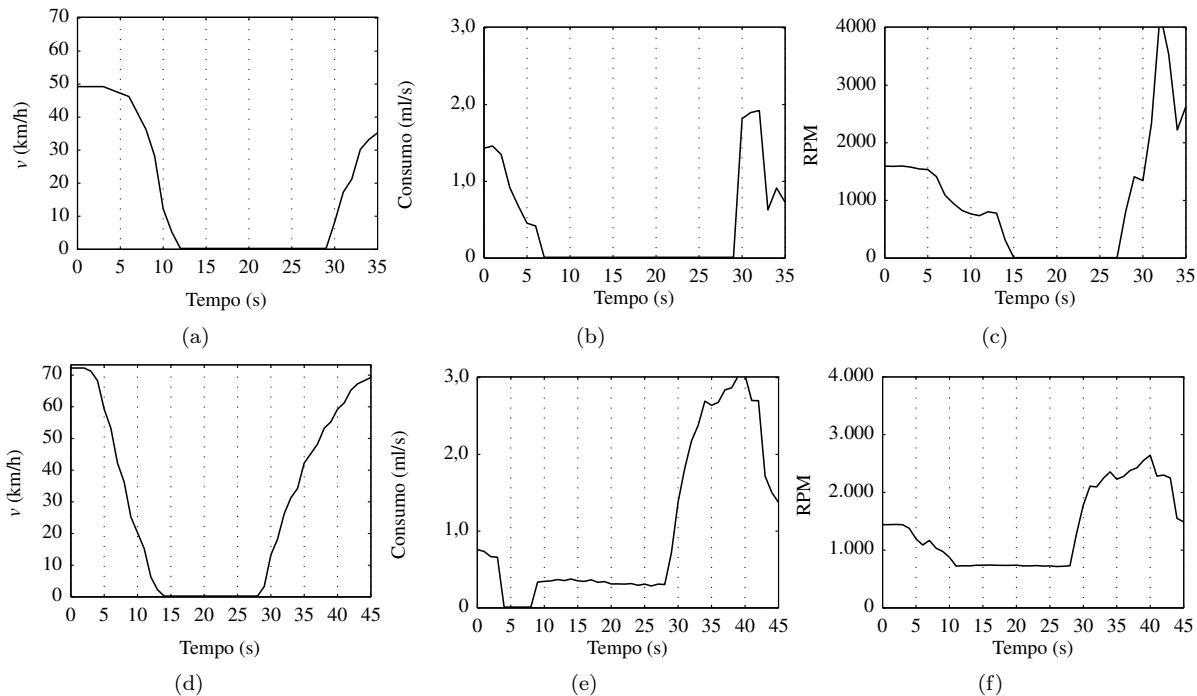 70
60
50
40
30
20
10
0
v (km/h)
0 5 10 15 20 25 30 35
Tempo (s)
(a)
3,0
2,0
1,0
0
Consumo (ml/s)
0 5 10 15 20 25 30 35
Tempo (s)
(b)
4000
3000
2000
1000
0
RPM
0 5 10 15 20 25 30 35
Tempo (s)
(c)
70
60
50
40
30
20
10
0
v (km/h)
0 5 10 15 20 25 30 35 40 45
Tempo (s)
(d)
3,0
2,0
1,0
0
Consumo (ml/s)
0 5 10 15 20 25 30 35 40 45
Tempo (s)
(e)
4.000
3.000
2.000
1.000
0
RPM
0 5 10 15 20 25 30 35 40 45
Tempo (s)
(f)